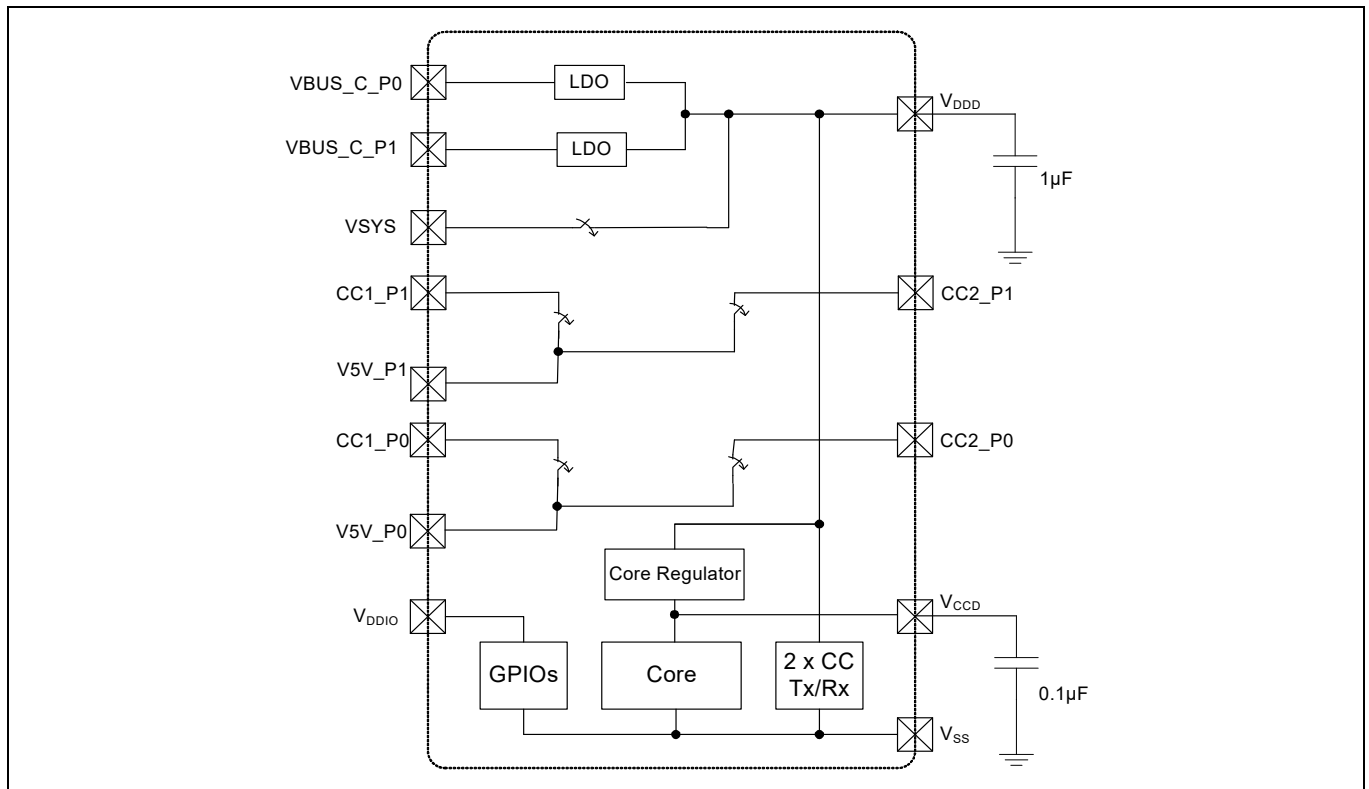 VBUS_C_P0
LDO
VDDD
VBUS_C_P1
LDO
1µF
VSYS
CC1_P1
CC2_P1
V5V_P1
CC1_P0
CC2_P0
V5V_P0
Core Regulator
VDDIO
VCCD
GPIOs
Core
2 x CC
Tx/Rx
0.1µF
VSS